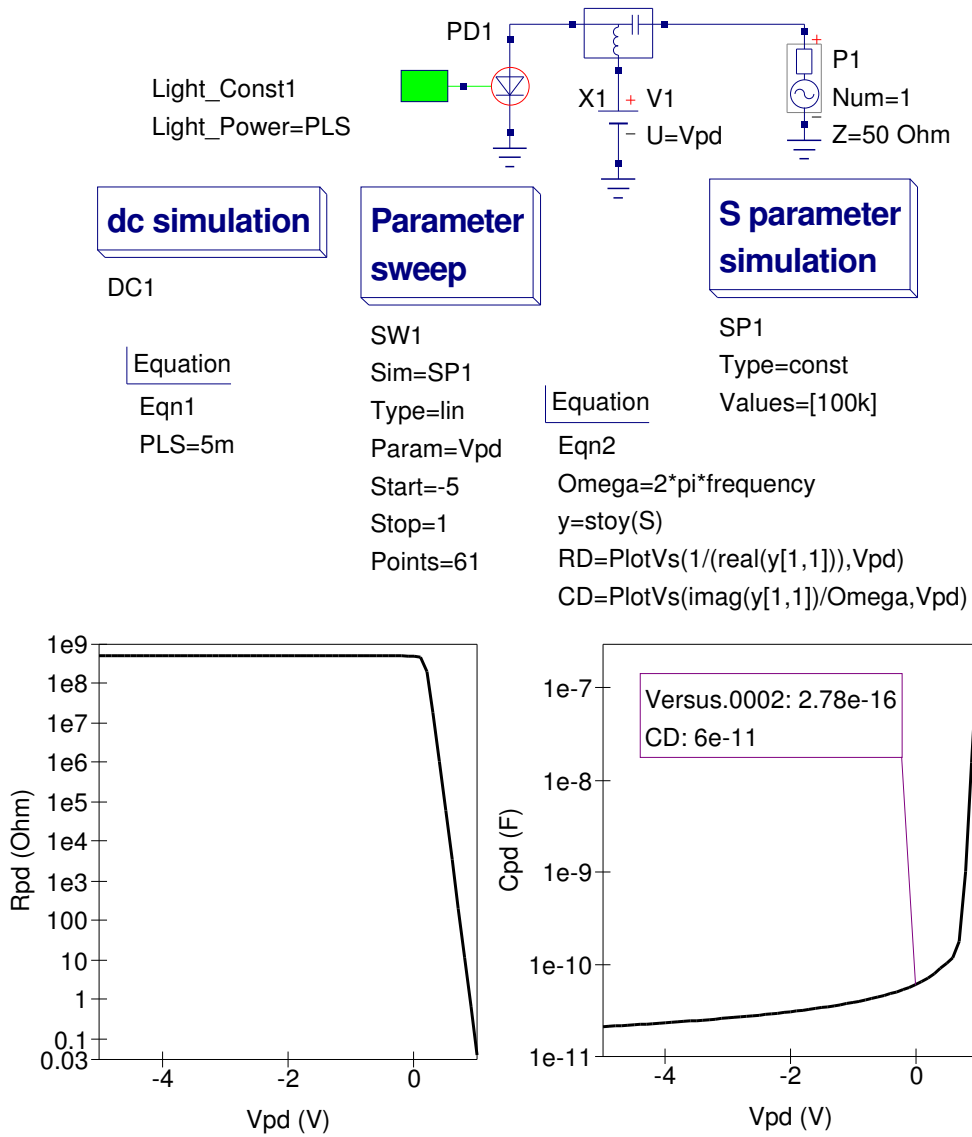 PD1
Light_Const1
Light_Power=PLS
X1
+
V1
−
U=Vpd
+
P1
Num=1
−
Z=50 Ohm
dc simulation
DC1
Parameter
sweep
SW1
Sim=SP1
Type=lin
Param=Vpd
Start=-5
Stop=1
Points=61
S parameter
simulation
SP1
Type=const
Values=[100k]
Equation
Eqn1
PLS=5m
Equation
Eqn2
Omega=2*pi*frequency
y=stoy(S)
RD=PlotVs(1/(real(y[1,1])),Vpd)
CD=PlotVs(imag(y[1,1])/Omega,Vpd)
1e9
1e8
1e7
1e6
1e5
1e4
1e3
100
10
1
0.1
0.03
Rpd (Ohm)
-4
-2
0
Vpd (V)
1e-7
1e-8
1e-9
1e-10
1e-11
Cpd (F)
Versus.0002: 2.78e-16
CD: 6e-11
-4
-2
0
Vpd (V)